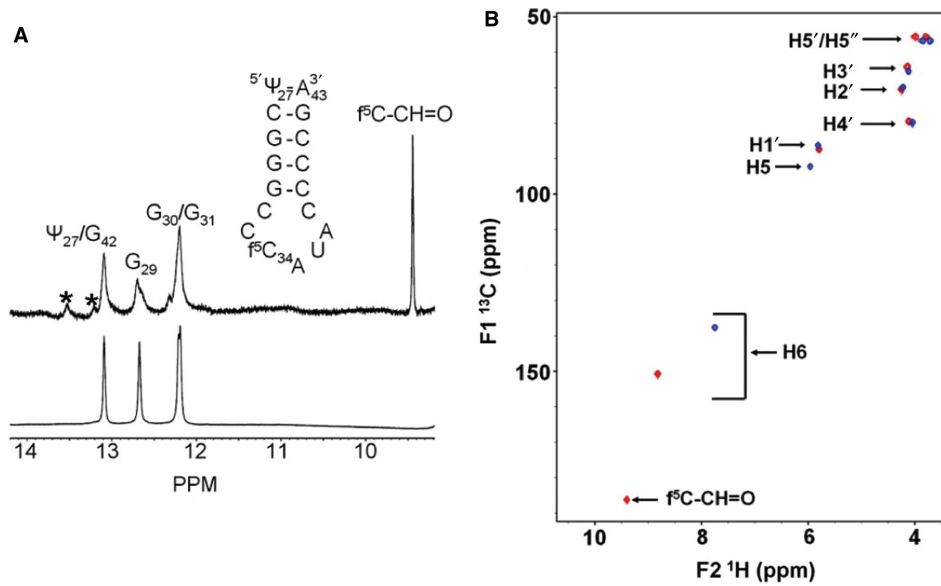 A
5′ Ψ27-A43 3′
C - G
G - C
G - C
G - C
C C
C A
f5C34 A U
f5C-CH=O
Ψ27/G42
G29
G30/G31
* *
14 13 12 11 10
PPM
B
50
100
150
F1 13C (ppm)
H5′/H5″
H3′
H2′
H4′
H1′
H5
H6
f5C-CH=O
10 8 6 4
F2 1H (ppm)